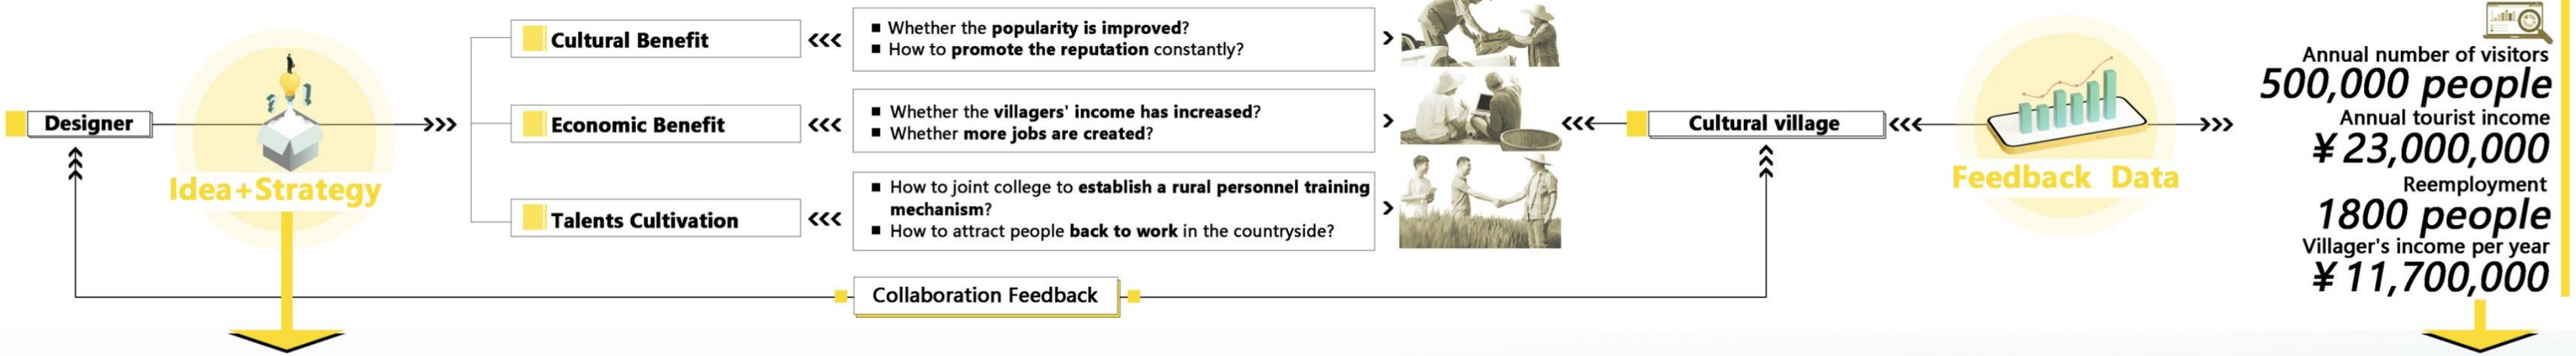 Designer
Idea+Strategy
Cultural Benefit
Economic Benefit
Talents Cultivation
■ Whether the popularity is improved?
■ How to promote the reputation constantly?
■ Whether the villagers' income has increased?
■ Whether more jobs are created?
■ How to joint college to establish a rural personnel training
mechanism?
■ How to attract people back to work in the countryside?
Collaboration Feedback
Cultural village
Feedback Data
Annual number of visitors
500,000 people
Annual tourist income
¥23,000,000
Reemployment
1800 people
Villager's income per year
¥11,700,000